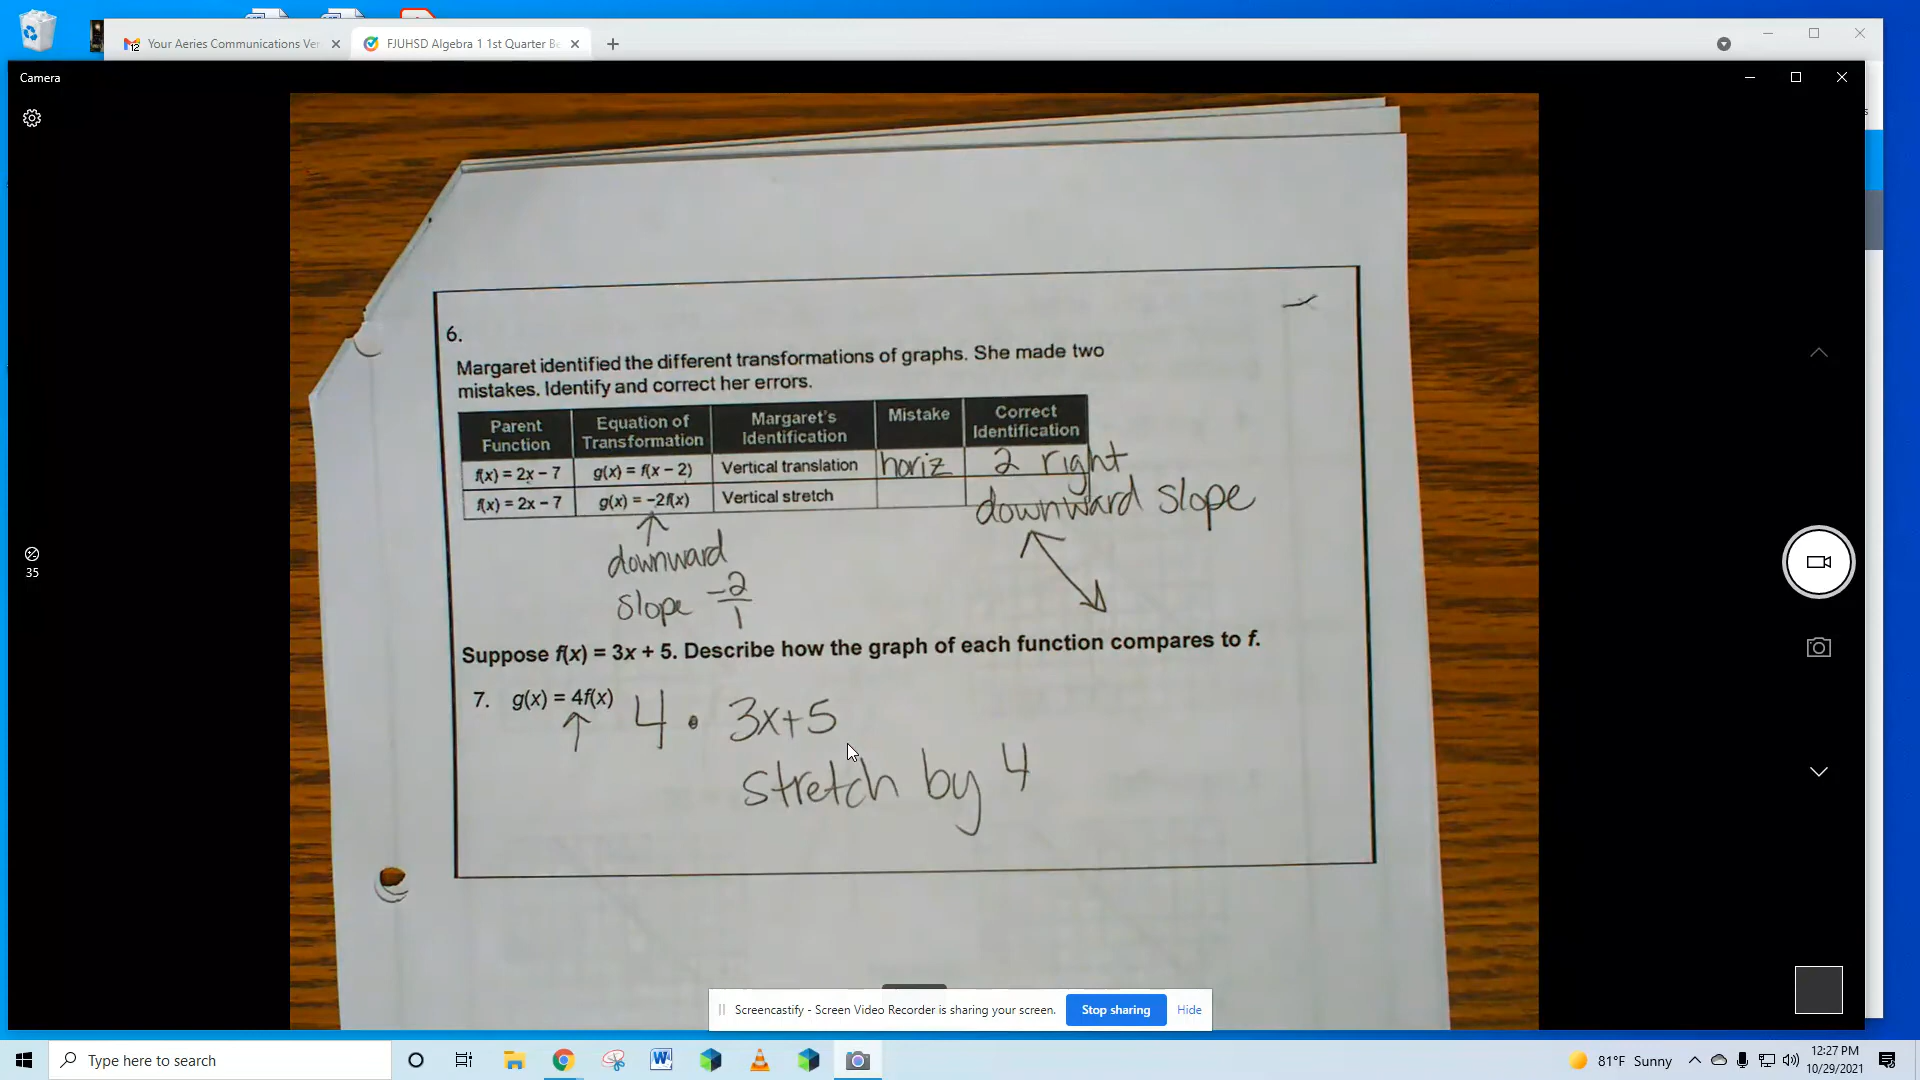 Your Aeries Communications Ver
FJUHSD Algebra 1 1st Quarter Be
Camera
35
6.
Margaret identified the different transformations of graphs. She made two
mistakes. Identify and correct her errors.
Parent Function | Equation of Transformation | Margaret's Identification | Mistake | Correct Identification
f(x) = 2x – 7 | g(x) = f(x – 2) | Vertical translation | horiz | 2 right
f(x) = 2x – 7 | g(x) = –2f(x) | Vertical stretch | downward slope
downward
slope -2/1
Suppose f(x) = 3x + 5. Describe how the graph of each function compares to f.
7. g(x) = 4f(x) 4 • 3x+5
stretch by 4
Screencastify - Screen Video Recorder is sharing your screen. Stop sharing Hide
Type here to search
81°F Sunny
12:27 PM
10/29/2021